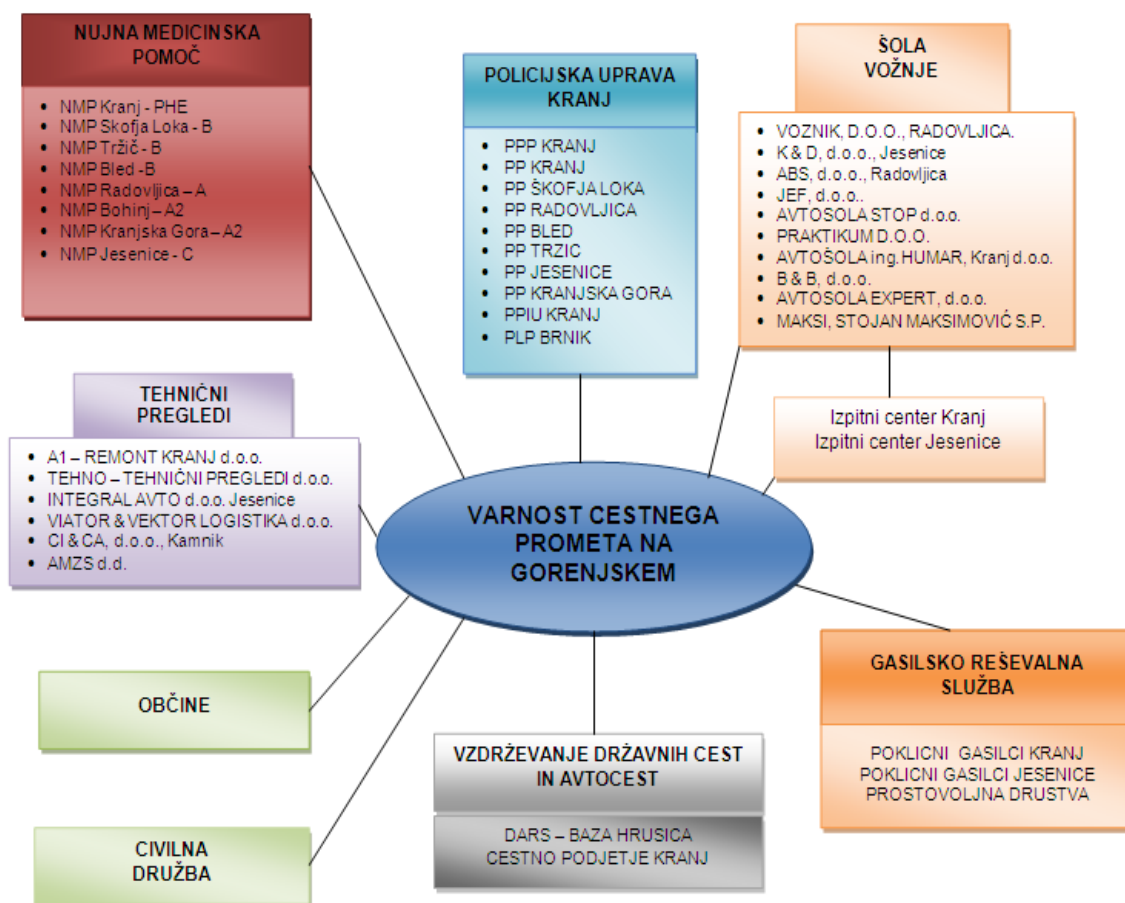 NUJNA MEDICINSKA
POMOČ
• NMP Kranj - PHE
• NMP Skofja Loka - B
• NMP Tržič - B
• NMP Bled -B
• NMP Radovljica – A
• NMP Bohinj – A2
• NMP Kranjska Gora – A2
• NMP Jesenice - C
POLICIJSKA UPRAVA
KRANJ
• PPP KRANJ
• PP KRANJ
• PP ŠKOFJA LOKA
• PP RADOVLJICA
• PP BLED
• PP TRZIC
• PP JESENICE
• PP KRANJSKA GORA
• PPIU KRANJ
• PLP BRNIK
ŠOLA
VOŽNJE
• VOZNIK, D.O.O., RADOVLJICA.
• K & D, d.o.o., Jesenice
• ABS, d.o.o., Radovljica
• JEF, d.o.o..
• AVTOSOLA STOP d.o.o.
• PRAKTIKUM D.O.O.
• AVTOŠOLA ing. HUMAR, Kranj d.o.o.
• B & B, d.o.o.
• AVTOSOLA EXPERT, d.o.o.
• MAKSI, STOJAN MAKSIMOVIĆ S.P.
Izpitni center Kranj
Izpitni center Jesenice
TEHNIČNI
PREGLEDI
• A1 – REMONT KRANJ d.o.o.
• TEHNO – TEHNIČNI PREGLEDI d.o.o.
• INTEGRAL AVTO d.o.o. Jesenice
• VIATOR & VEKTOR LOGISTIKA d.o.o.
• CI & CA, d.o.o., Kamnik
• AMZS d.d.
VARNOST CESTNEGA
PROMETA NA
GORENJSKEM
OBČINE
CIVILNA
DRUŽBA
VZDRŽEVANJE DRŽAVNIH CEST
IN AVTOCEST
DARS – BAZA HRUSICA
CESTNO PODJETJE KRANJ
GASILSKO REŠEVALNA
SLUŽBA
POKLICNI GASILCI KRANJ
POKLICNI GASILCI JESENICE
PROSTOVOLJNA DRUSTVA